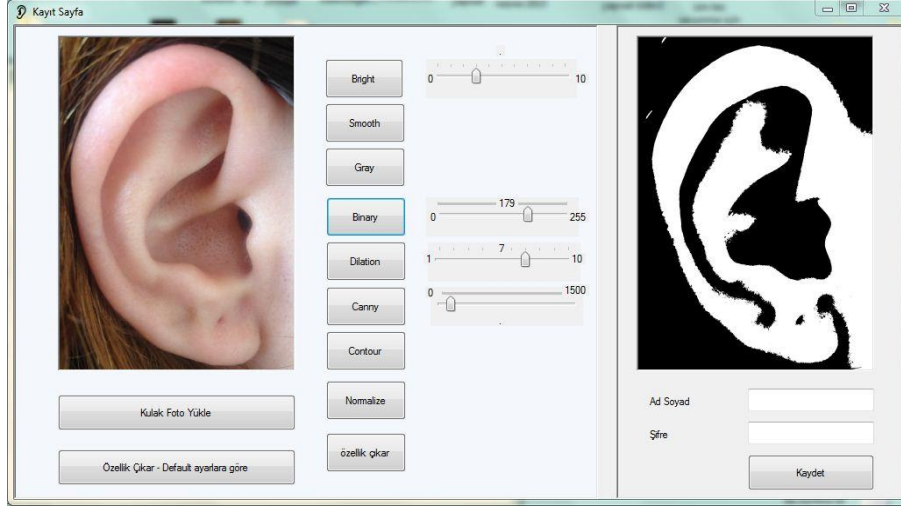 Kayıt Sayfa
Bright
0
10
Smooth
Gray
Binary
179
0
255
Dilation
7
1
10
Canny
0
1500
Contour
Normalize
özellik çıkar
Kulak Foto Yükle
Özellik Çıkar - Default ayarlara göre
Ad Soyad
Şifre
Kaydet